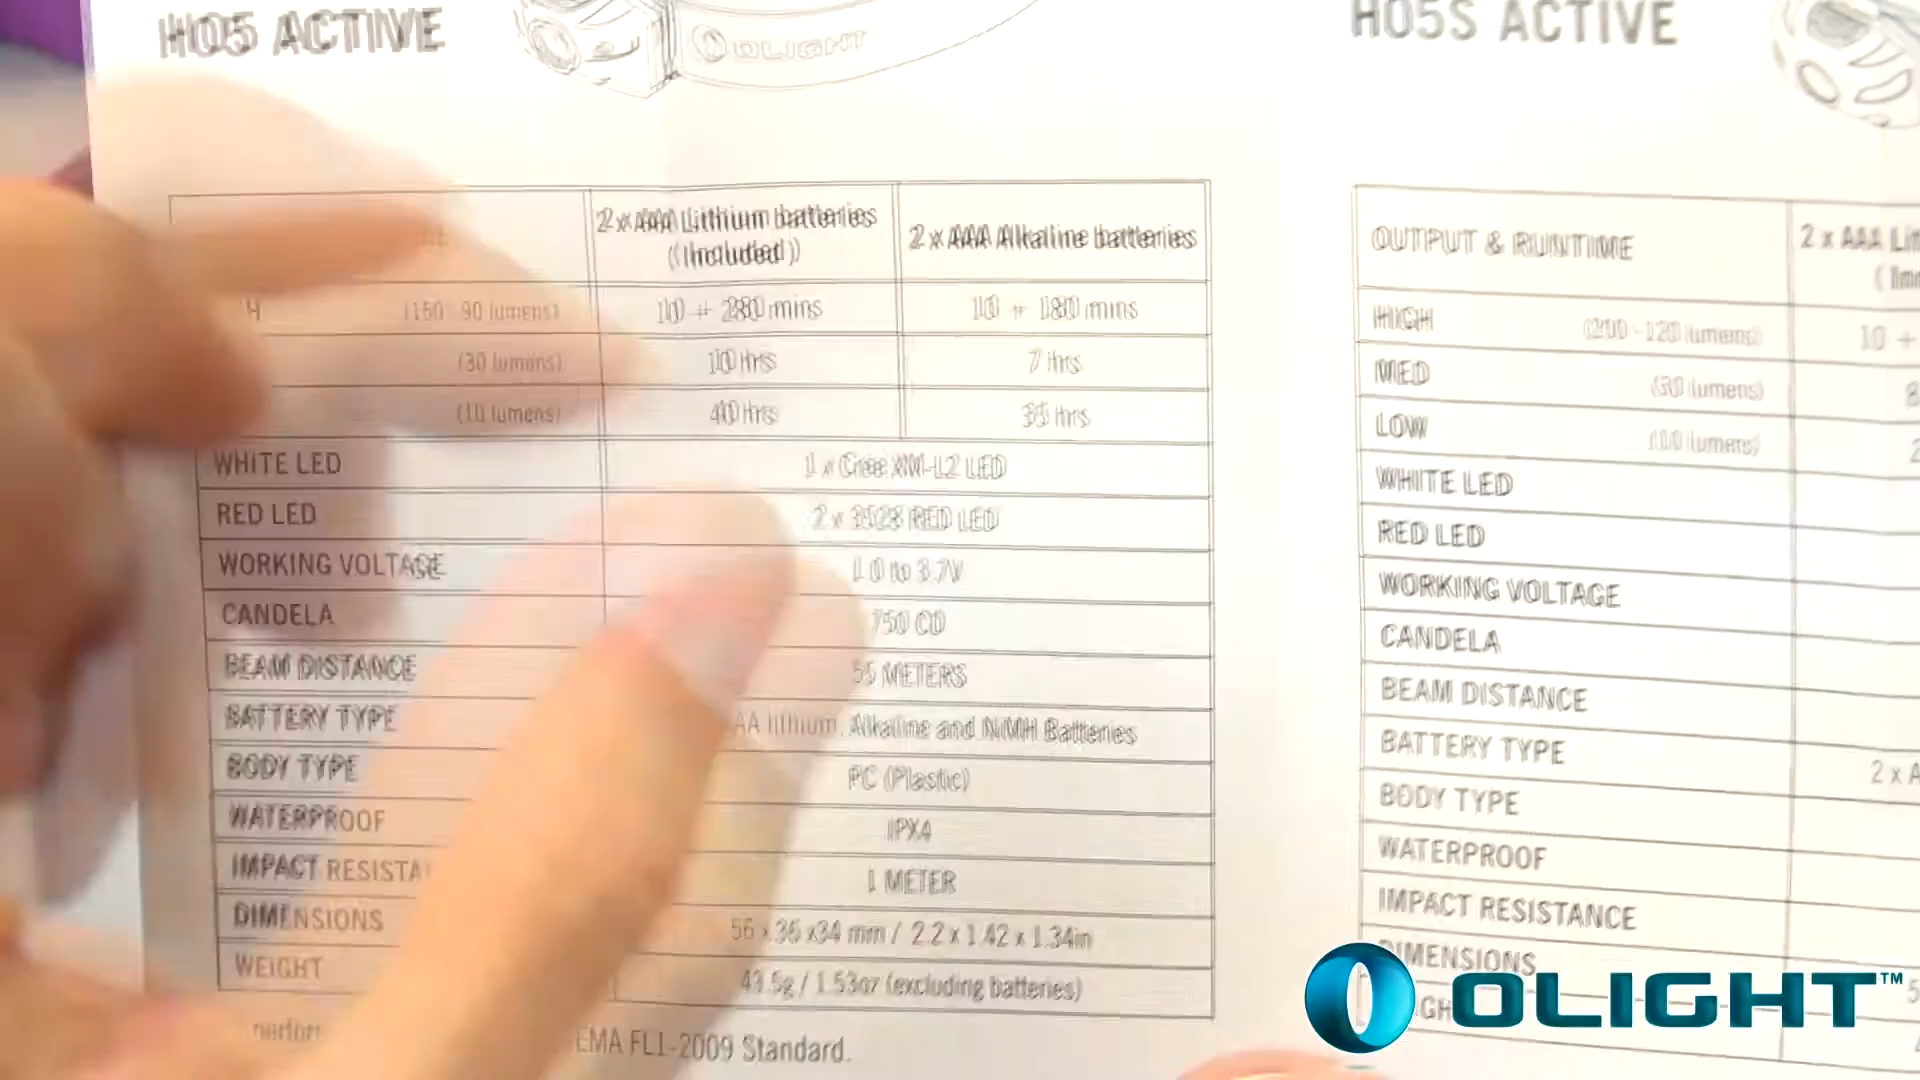 H05 ACTIVE
OLIGHT
2 x AAA Lithium batteries
(Included)
2 x AAA Alkaline batteries
(150 - 90 lumens)
10 + 280 mins
10 + 180 mins
(30 lumens)
10 Hrs
7 Hrs
(10 lumens)
40 Hrs
35 Hrs
WHITE LED
1 x Cree XM-L2 LED
RED LED
2 x 3528 RED LED
WORKING VOLTAGE
1.0 to 3.7V
CANDELA
750 CD
BEAM DISTANCE
55 METERS
BATTERY TYPE
AA lithium, Alkaline and NiMH Batteries
BODY TYPE
PC (Plastic)
WATERPROOF
IPX4
IMPACT RESISTA
1 METER
DIMENSIONS
56 x 36 x34 mm / 2.2 x 1.42 x 1.34in
WEIGHT
43.5g / 1.53oz (excluding batteries)
EMA FL1-2009 Standard.
H05S ACTIVE
OUTPUT & RUNTIME
2 x AAA Lit
HIGH
(200 - 120 lumens)
10 +
MED
(30 lumens)
8
LOW
(10 lumens)
2
WHITE LED
RED LED
WORKING VOLTAGE
CANDELA
BEAM DISTANCE
BATTERY TYPE
2 x A
BODY TYPE
WATERPROOF
IMPACT RESISTANCE
DIMENSIONS
OLIGHT™